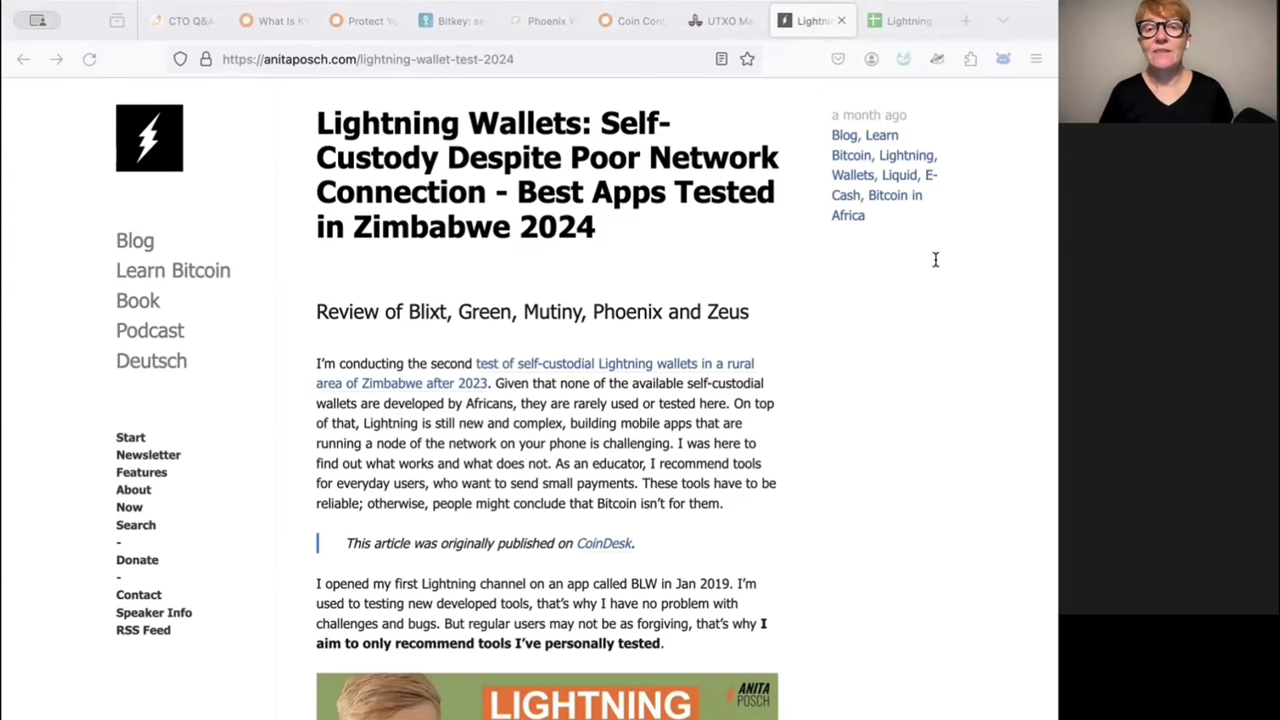 CTO Q&A
What Is K
Protect Yo
Bitkey: se
Phoenix W
Coin Cont
UTXO Ma
Lightnin
Lightning
https://anitaposch.com/lightning-wallet-test-2024
Lightning Wallets: Self-
Custody Despite Poor Network
Connection - Best Apps Tested
in Zimbabwe 2024
a month ago
Blog, Learn
Bitcoin, Lightning,
Wallets, Liquid, E-
Cash, Bitcoin in
Africa
Blog
Learn Bitcoin
Book
Podcast
Deutsch
Start
Newsletter
Features
About
Now
Search
-
Donate
-
Contact
Speaker Info
RSS Feed
Review of Blixt, Green, Mutiny, Phoenix and Zeus
I'm conducting the second test of self-custodial Lightning wallets in a rural
area of Zimbabwe after 2023. Given that none of the available self-custodial
wallets are developed by Africans, they are rarely used or tested here. On top
of that, Lightning is still new and complex, building mobile apps that are
running a node of the network on your phone is challenging. I was here to
find out what works and what does not. As an educator, I recommend tools
for everyday users, who want to send small payments. These tools have to be
reliable; otherwise, people might conclude that Bitcoin isn't for them.
This article was originally published on CoinDesk.
I opened my first Lightning channel on an app called BLW in Jan 2019. I'm
used to testing new developed tools, that's why I have no problem with
challenges and bugs. But regular users may not be as forgiving, that's why I
aim to only recommend tools I've personally tested.
LIGHTNING
ANITA
POSCH